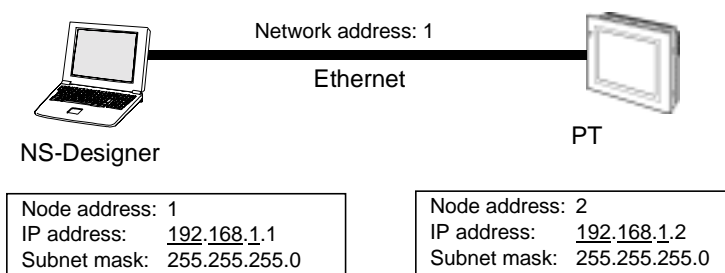 Network address: 1
Ethernet
NS-Designer
PT
Node address: 1
IP address: 192.168.1.1
Subnet mask: 255.255.255.0
Node address: 2
IP address: 192.168.1.2
Subnet mask: 255.255.255.0